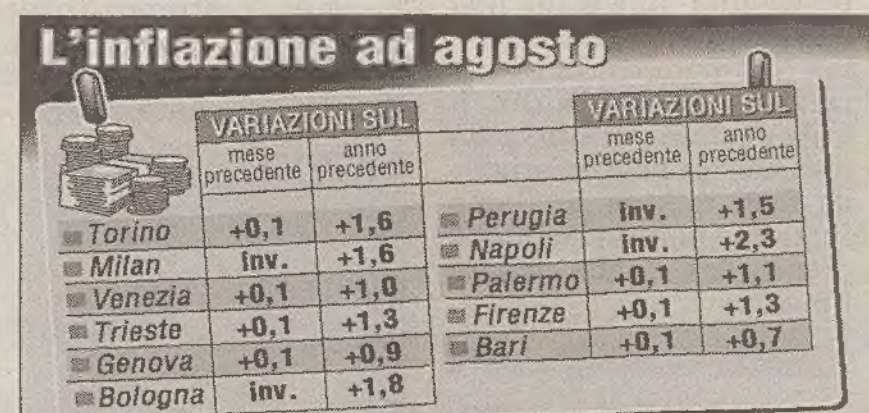 L'inflazione ad agosto
VARIAZIONI SUL
mese precedente anno precedente
Torino +0,1 +1,6
Milan inv. +1,6
Venezia +0,1 +1,0
Trieste +0,1 +1,3
Genova +0,1 +0,9
Bologna inv. +1,8
VARIAZIONI SUL
mese precedente anno precedente
Perugia inv. +1,5
Napoli inv. +2,3
Palermo +0,1 +1,1
Firenze +0,1 +1,3
Bari +0,1 +0,7